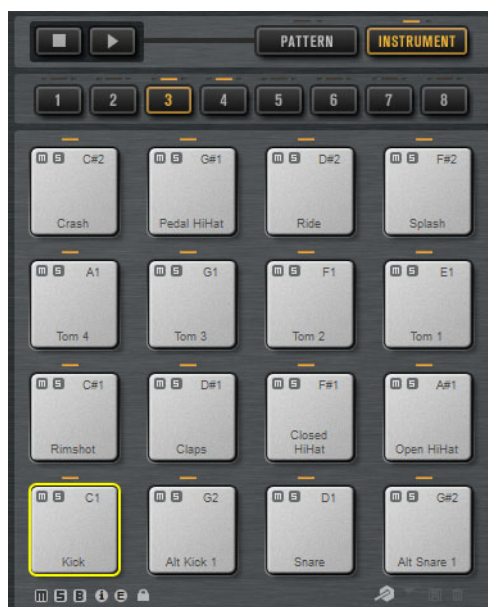 PATTERN INSTRUMENT
1 2 3 4 5 6 7 8
M S C#2 M S G#1 M S D#2 M S F#2
Crash Pedal HiHat Ride Splash
M S A1 M S G1 M S F1 M S E1
Tom 4 Tom 3 Tom 2 Tom 1
M S C#1 M S D#1 M S F#1 M S A#1
Rimshot Claps Closed HiHat Open HiHat
M S C1 M S G2 M S D1 M S G#2
Kick Alt Kick 1 Snare Alt Snare 1
M S B i E